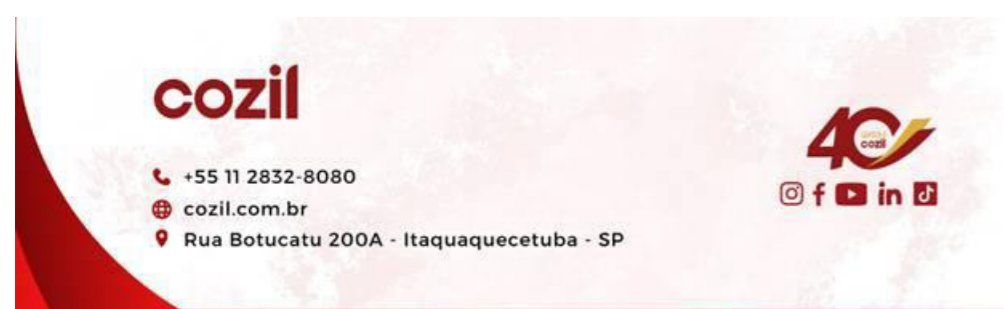 cozil
+55 11 2832-8080
cozil.com.br
Rua Botucatu 200A - Itaquaquecetuba - SP
40
cozil